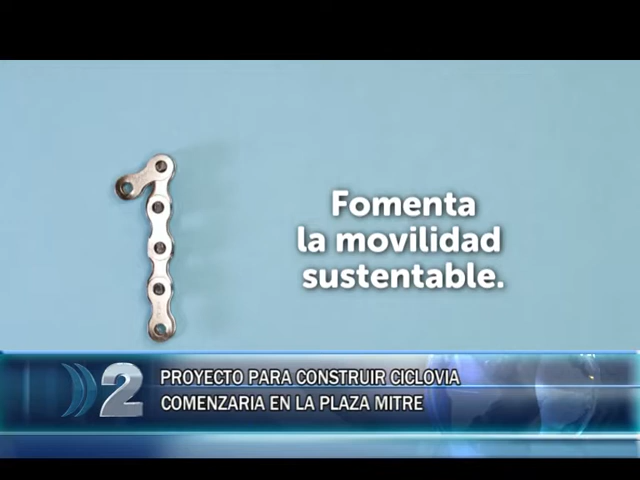 Fomenta
la movilidad
sustentable.
2
PROYECTO PARA CONSTRUIR CICLOVIA
COMENZARIA EN LA PLAZA MITRE